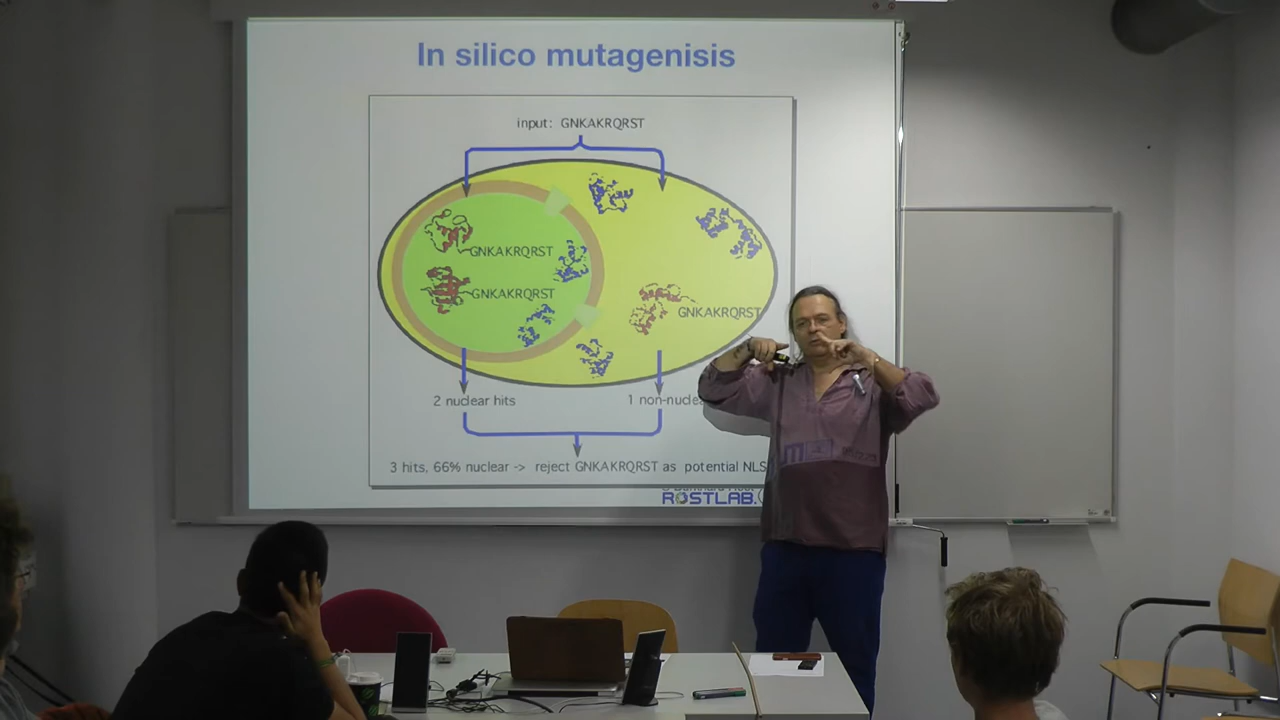 In silico mutagenisis
input: GNKAKRQRST
GNKAKRQRST
GNKAKRQRST
GNKAKRQRST
2 nuclear hits
1 non-nuclea
3 hits, 66% nuclear -> reject GNKAKRQRST as potential NLS
ROSTLAB.